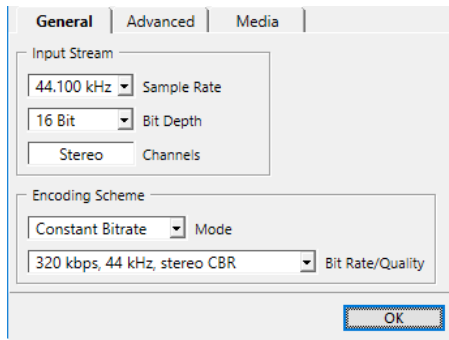 General Advanced Media
Input Stream
44.100 kHz Sample Rate
16 Bit Bit Depth
Stereo Channels
Encoding Scheme
Constant Bitrate Mode
320 kbps, 44 kHz, stereo CBR Bit Rate/Quality
OK